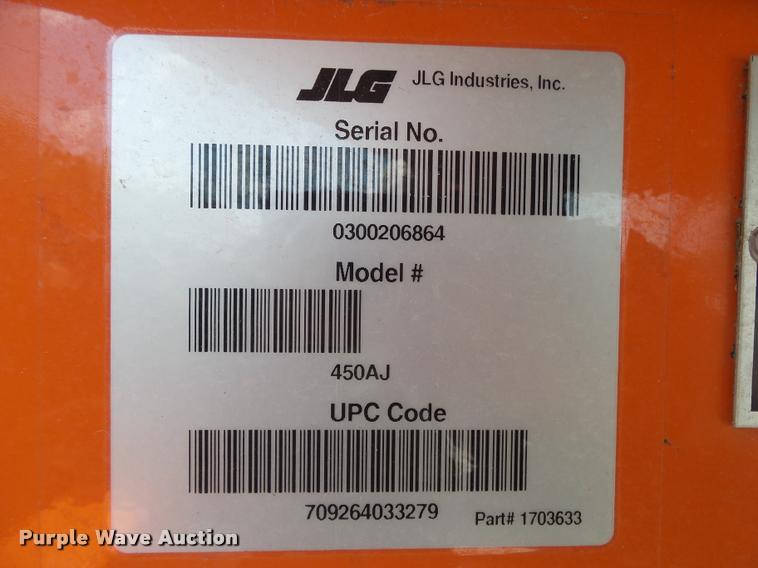 JLG JLG Industries, Inc.
Serial No.
0300206864
Model #
450AJ
UPC Code
709264033279
Part# 1703633
Purple Wave Auction